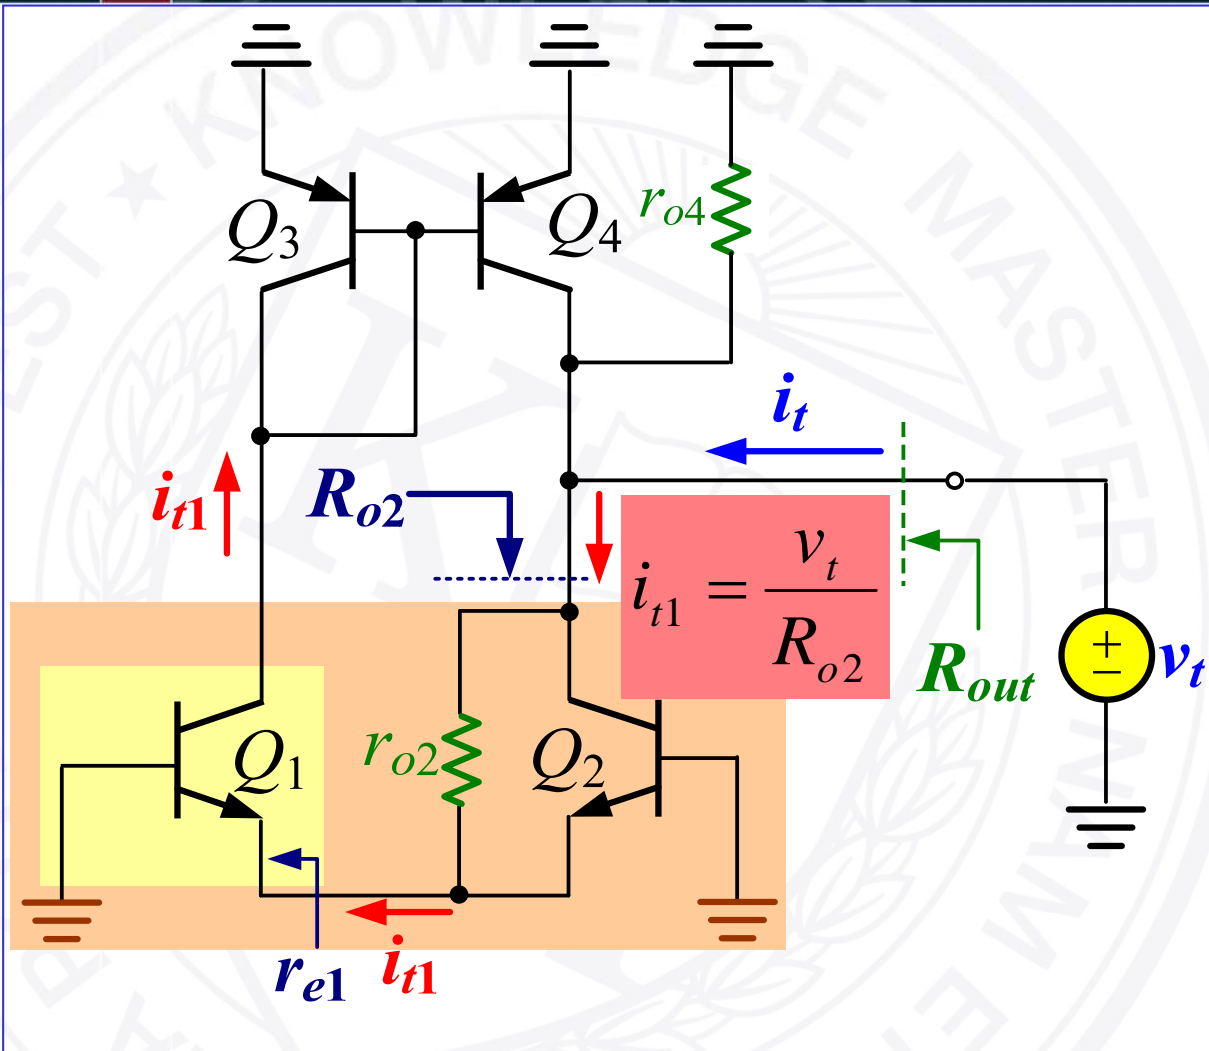 Q3
Q4
ro4
it
it1
Ro2
it1 = vt / Ro2
Rout
+
−
vt
Q1
ro2
Q2
re1
it1
KNOWLEDGE MASTER